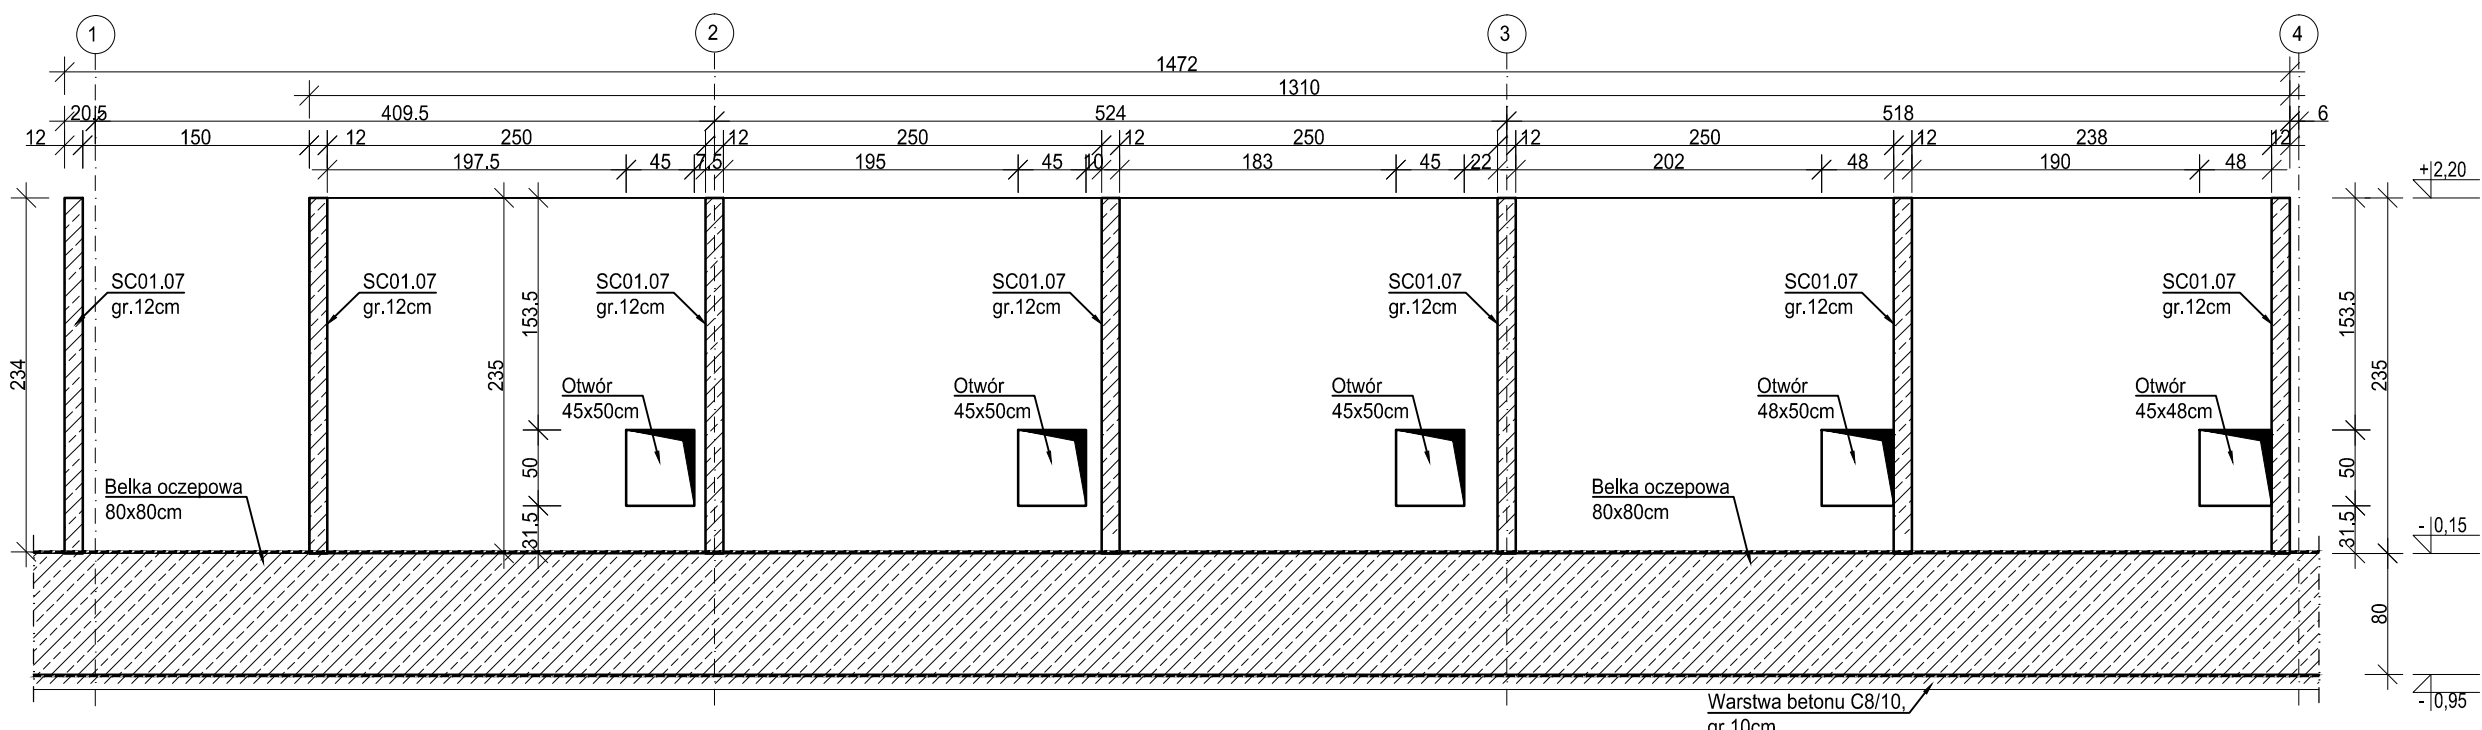 1 2 3 4
1472
1310
20.5 409.5 524 518 6
12 150 12 250 12 250 12 250 12 250 12 238 12
197.5 45 7.5 195 45 10 183 45 22 202 48 190 48
+ 2,20
SC01.07
gr.12cm
SC01.07
gr.12cm
SC01.07
gr.12cm
SC01.07
gr.12cm
SC01.07
gr.12cm
SC01.07
gr.12cm
SC01.07
gr.12cm
234
235
153.5
50
31.5
153.5
50
31.5
235
80
Otwór
45x50cm
Otwór
45x50cm
Otwór
45x50cm
Otwór
48x50cm
Otwór
45x48cm
Belka oczepowa
80x80cm
Belka oczepowa
80x80cm
- 0,15
- 0,95
Warstwa betonu C8/10,
gr.10cm